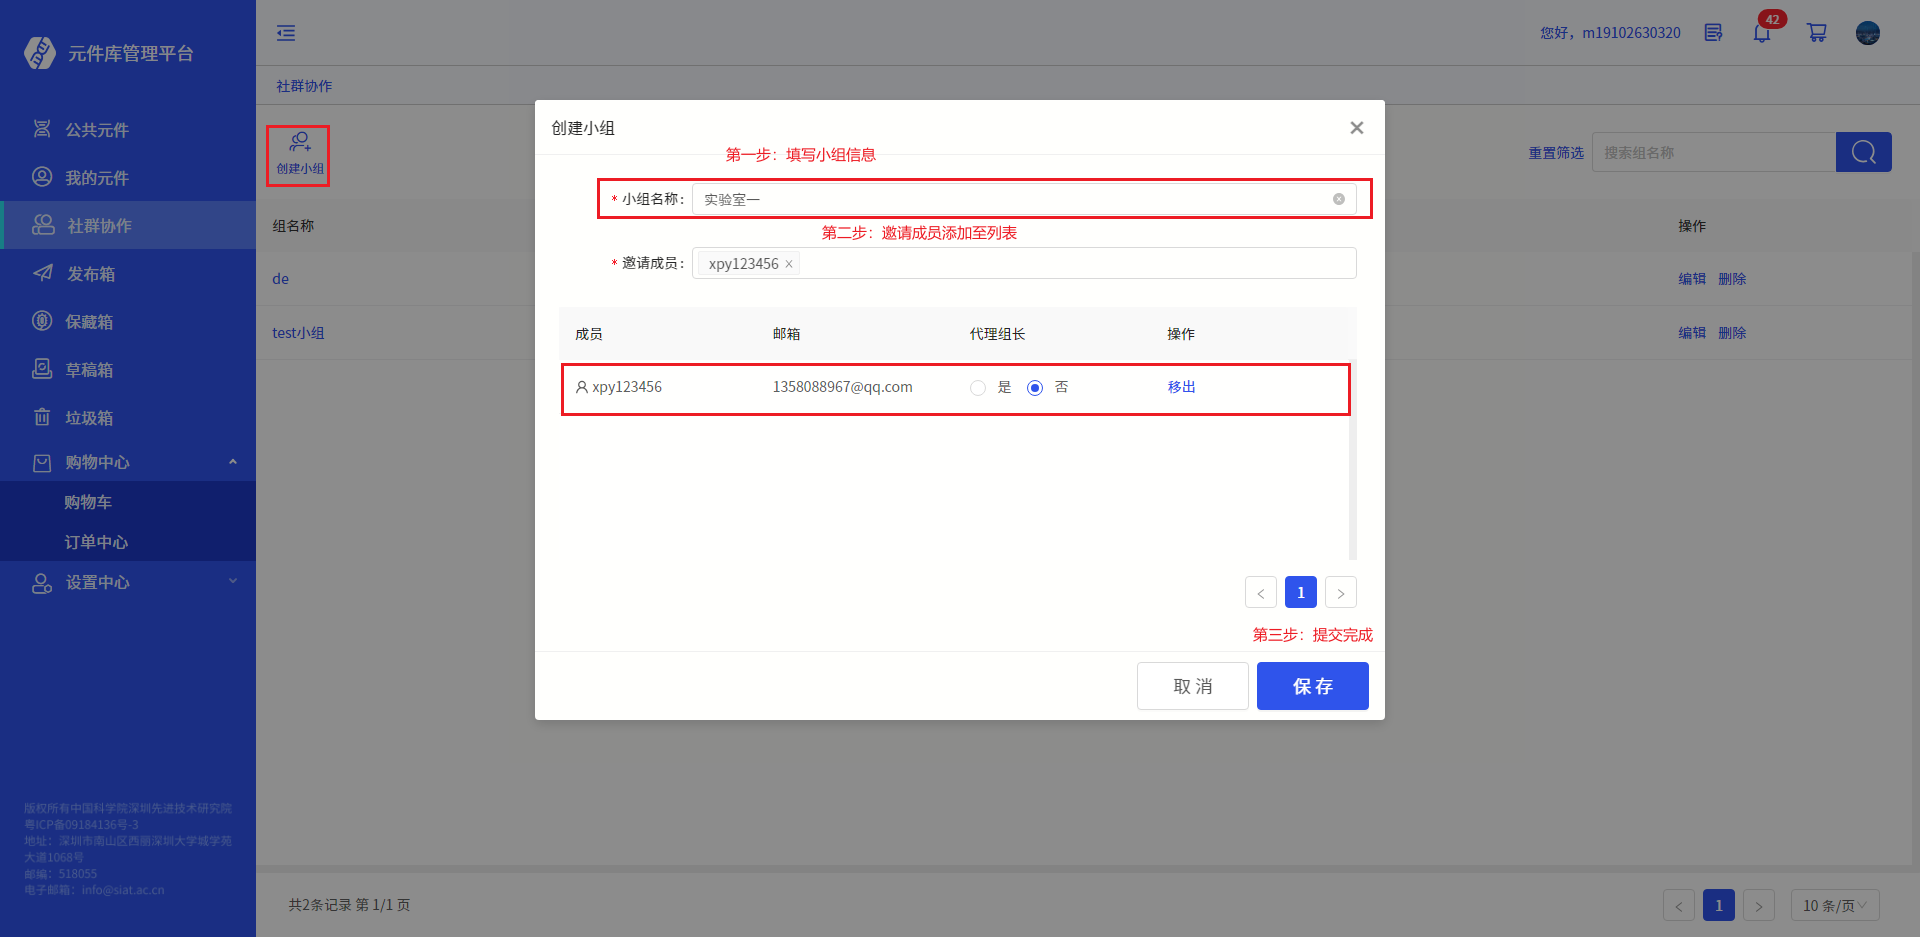 元件库管理平台
公共元件
我的元件
社群协作
发布箱
保藏箱
草稿箱
垃圾箱
购物中心
购物车
订单中心
设置中心
版权所有中国科学院深圳先进技术研究院
粤ICP备09184136号-3
地址：深圳市南山区西丽深圳大学城学苑
大道1068号
邮编：518055
电子邮箱：info@siat.ac.cn
您好，m19102630320
42
社群协作
创建小组
重置筛选
搜索组名称
组名称
操作
de
编辑 删除
test小组
编辑 删除
创建小组
第一步：填写小组信息
* 小组名称：
实验室一
第二步：邀请成员添加至列表
* 邀请成员：
xpy123456 ×
成员 邮箱 代理组长 操作
xpy123456 1358088967@qq.com 是 否 移出
< 1 >
第三步：提交完成
取 消
保 存
共2条记录 第 1/1 页
< 1 >
10 条/页